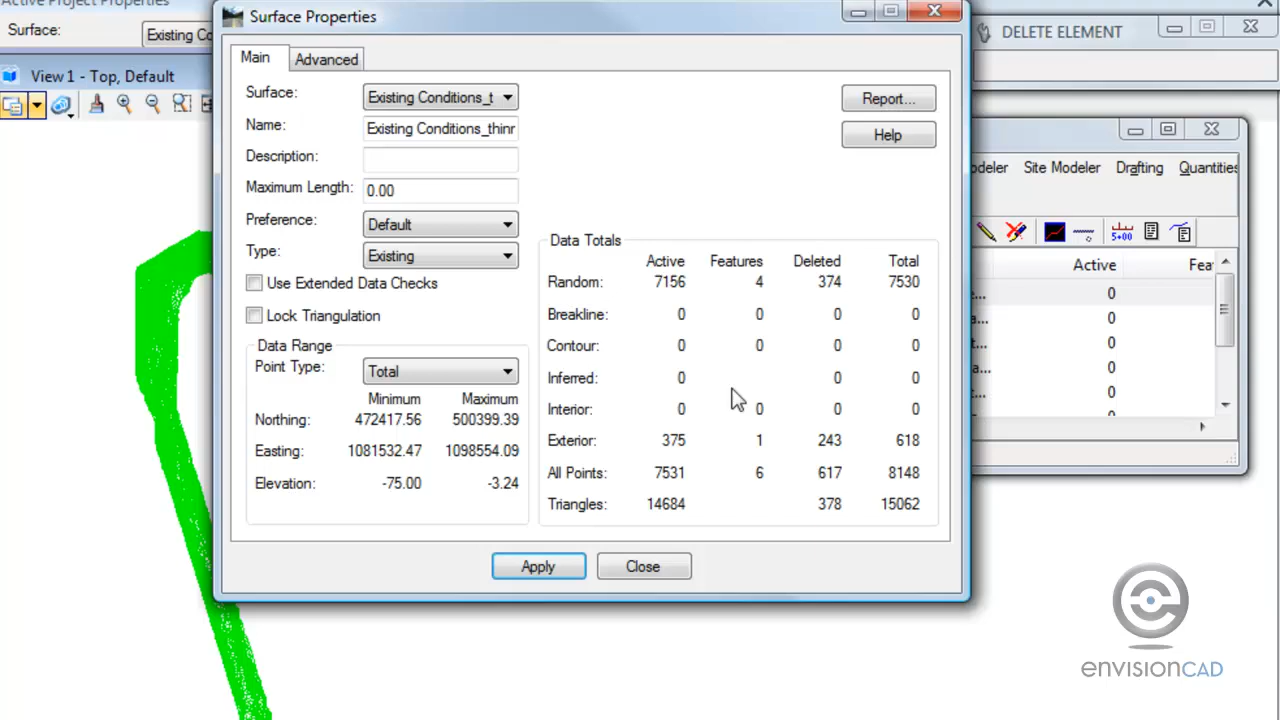 Active Project Properties
Surface:
Existing Co
View 1 - Top, Default
Surface Properties
Main
Advanced
Surface:
Existing Conditions_t
Name:
Existing Conditions_thinr
Description:
Maximum Length:
0.00
Preference:
Default
Type:
Existing
Use Extended Data Checks
Lock Triangulation
Data Range
Point Type:
Total
Minimum Maximum
Northing: 472417.56 500399.39
Easting: 1081532.47 1098554.09
Elevation: -75.00 -3.24
Report...
Help
Data Totals
Active Features Deleted Total
Random: 7156 4 374 7530
Breakline: 0 0 0 0
Contour: 0 0 0 0
Inferred: 0 0 0
Interior: 0 0 0 0
Exterior: 375 1 243 618
All Points: 7531 6 617 8148
Triangles: 14684 378 15062
Apply
Close
DELETE ELEMENT
odeler Site Modeler Drafting Quantities
5+00
Active Fea
e... 0
a... 0
t... 0
a... 0
... 0
envisionCAD